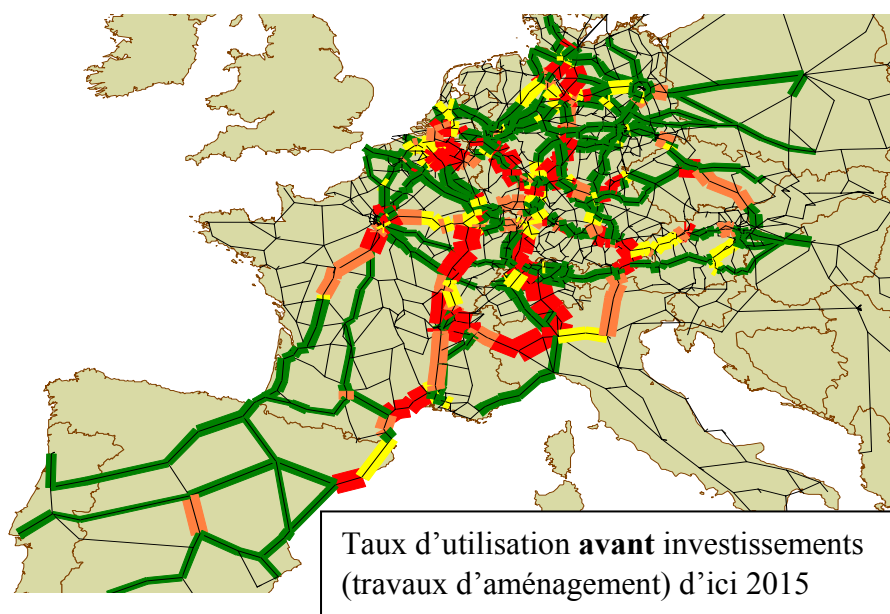 Taux d'utilisation avant investissements
(travaux d'aménagement) d'ici 2015